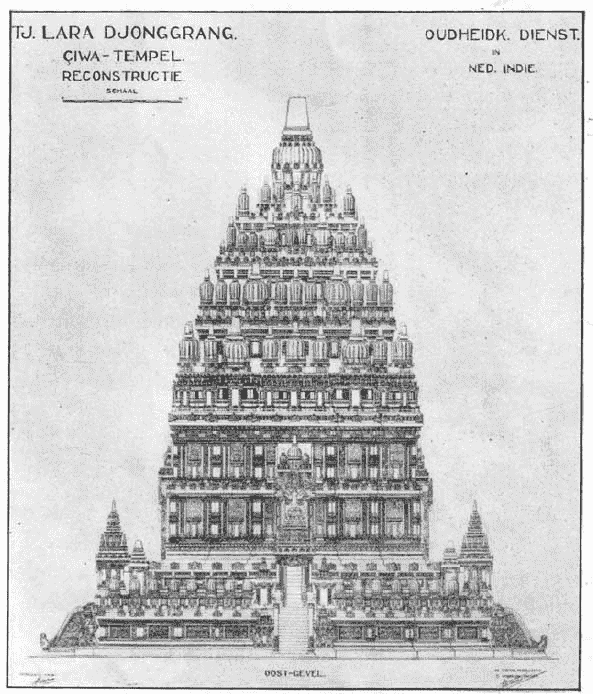 TJ. LARA DJONGGRANG.
ÇIWA-TEMPEL.
RECONSTRUCTIE
SCHAAL
OUDHEIDK. DIENST.
IN
NED. INDIE.
OOST-GEVEL.